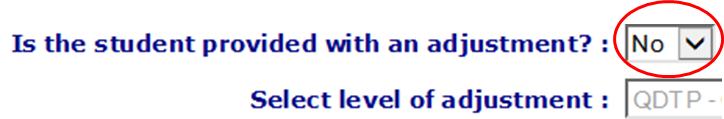 Is the student provided with an adjustment? : No
Select level of adjustment : QDTP -